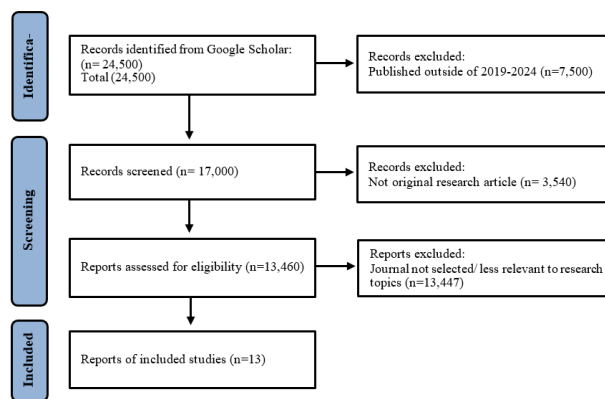 Identifica-
Records identified from Google Scholar:
(n= 24,500)
Total (24,500)
Records excluded:
Published outside of 2019-2024 (n=7,500)
Screening
Records screened (n= 17,000)
Records excluded:
Not original research article (n= 3,540)
Reports assessed for eligibility (n=13,460)
Reports excluded:
Journal not selected/ less relevant to research
topics (n=13,447)
Included
Reports of included studies (n=13)